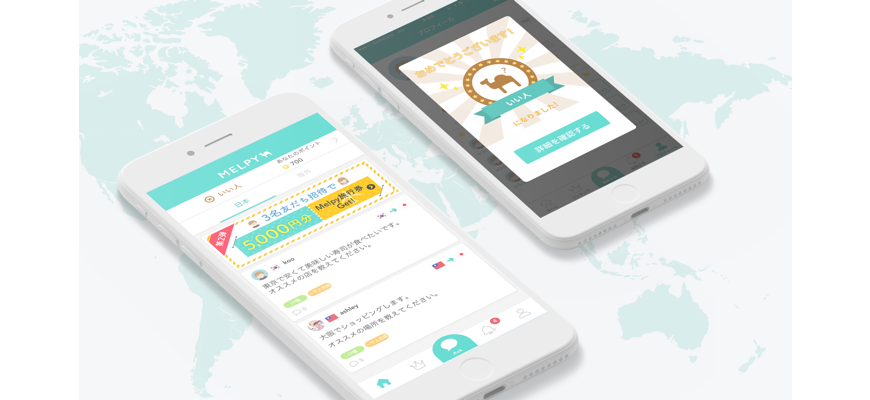 MELPY
いい人
あなたのポイント
700
日本
海外
3名友だち招待で
5,000円分
Melpy旅行券
Get!
koo
東京で安くて美味しい寿司が食べたいです。
オススメの店を教えてください。
ashley
大阪でショッピングします。
オススメの場所を教えてください。
Ask
プロフィール
おめでとうございます!
いい人
になりました!
詳細を確認する